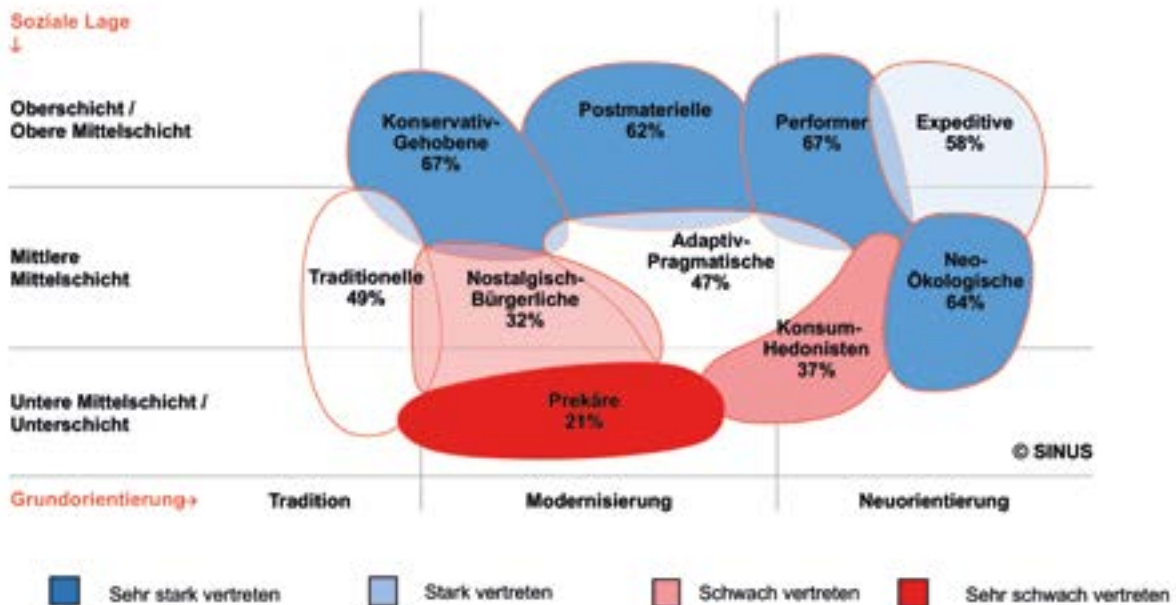 Soziale Lage
↓
Oberschicht /
Obere Mittelschicht
Konservativ-
Gehobene
67%
Postmaterielle
62%
Performer
67%
Expeditive
58%
Mittlere
Mittelschicht
Traditionelle
49%
Nostalgisch-
Bürgerliche
32%
Adaptiv-
Pragmatische
47%
Neo-
Ökologische
64%
Konsum-
Hedonisten
37%
Untere Mittelschicht /
Unterschicht
Prekäre
21%
© SINUS
Grundorientierung→ Tradition Modernisierung Neuorientierung
Sehr stark vertreten Stark vertreten Schwach vertreten Sehr schwach vertreten